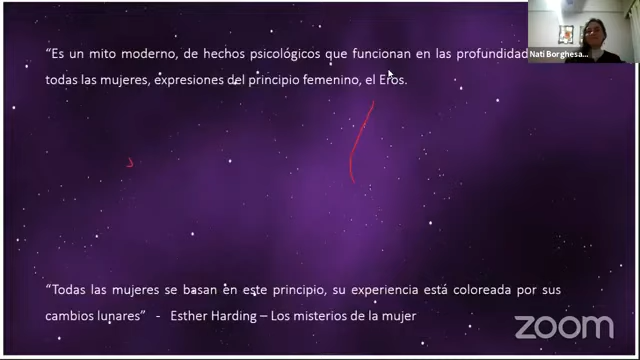 “Es un mito moderno, de hechos psicológicos que funcionan en las profundidad
todas las mujeres, expresiones del principio femenino, el Eros.
“Todas las mujeres se basan en este principio, su experiencia está coloreada por sus
cambios lunares” - Esther Harding – Los misterios de la mujer
Nati Borghesa...
zoom